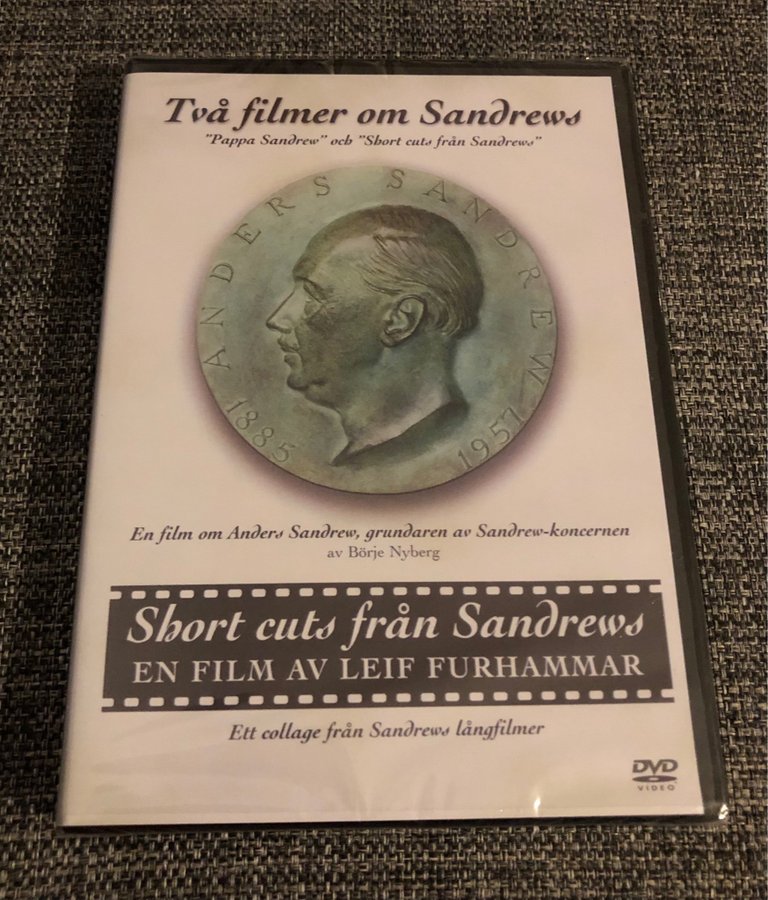 Två filmer om Sandrews
"Pappa Sandrew" och "Short cuts från Sandrews"
ANDERS SANDREW
1885 1957
En film om Anders Sandrew, grundaren av Sandrew-koncernen
av Börje Nyberg
Short cuts från Sandrews
EN FILM AV LEIF FURHAMMAR
Ett collage från Sandrews långfilmer
DVD
VIDEO